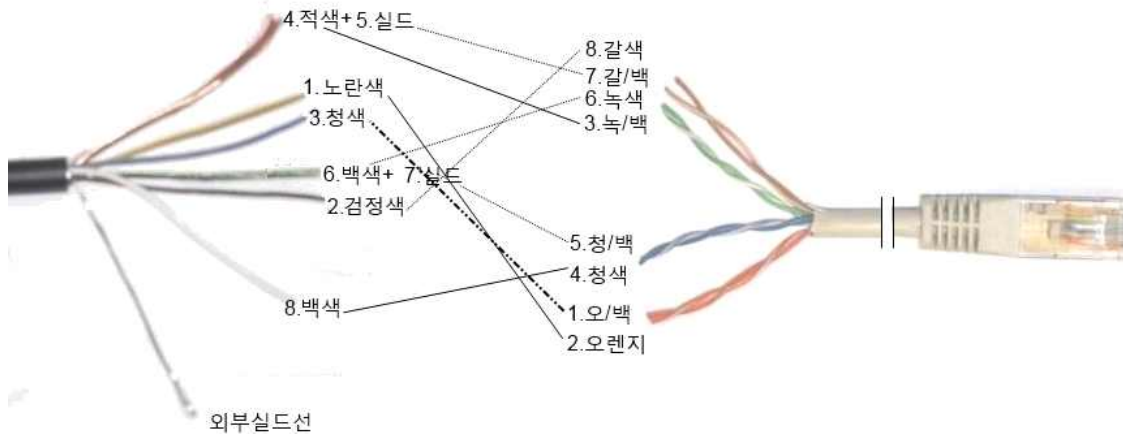 4.적색+ 5.실드
1.노란색
3.청색
6.백색+ 7.실드
2.검정색
8.백색
외부실드선
8.갈색
7.갈/백
6.녹색
3.녹/백
5.청/백
4.청색
1.오/백
2.오렌지